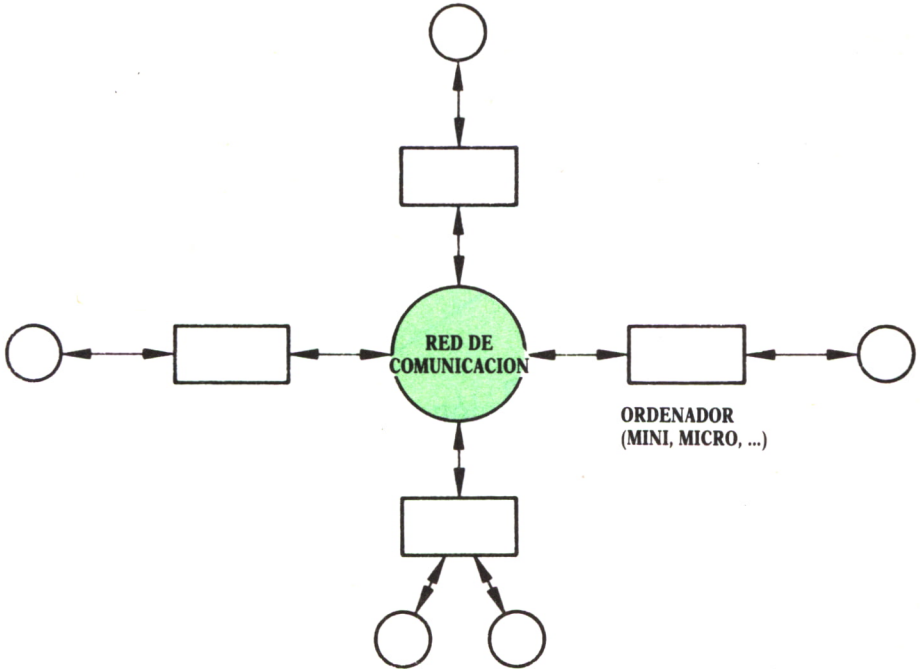 RED DE
COMUNICACION
ORDENADOR
(MINI, MICRO, ...)